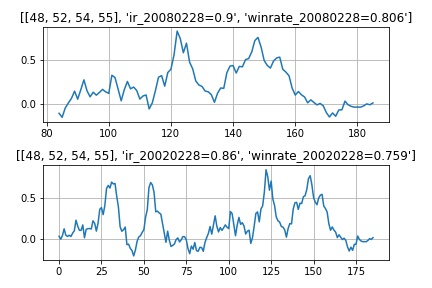 [[48, 52, 54, 55], 'ir_20080228=0.9', 'winrate_20080228=0.806']
0.5
0.0
80 100 120 140 160 180
[[48, 52, 54, 55], 'ir_20020228=0.86', 'winrate_20020228=0.759']
0.5
0.0
0 25 50 75 100 125 150 175